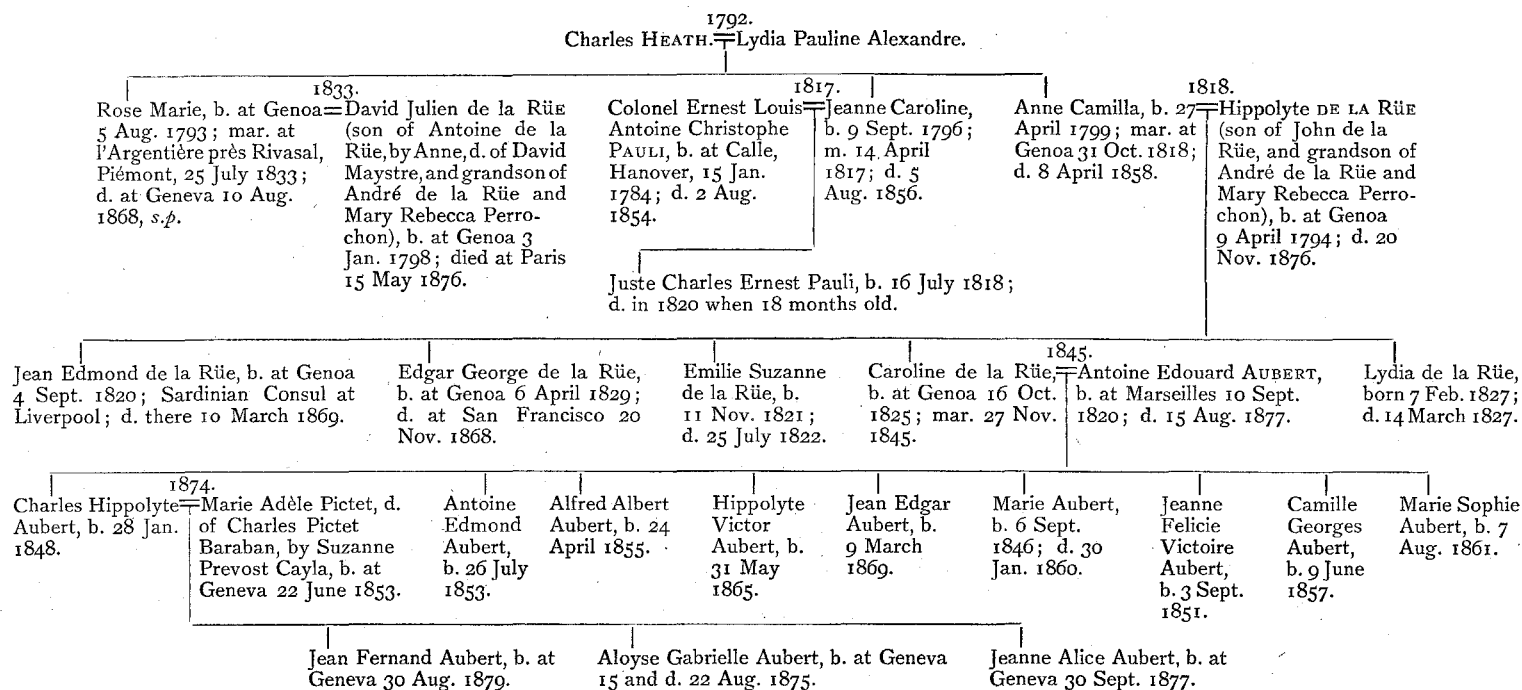 1792.
Charles HEATH.=Lydia Pauline Alexandre.
1833.
Rose Marie, b. at Genoa=
5 Aug. 1793; mar. at
l'Argentière près Rivasal,
Piémont, 25 July 1833;
d. at Geneva 10 Aug.
1868, s.p.
David Julien de la RÜE
(son of Antoine de la
Rüe, by Anne, d. of David
Maystre, and grandson of
André de la Rüe and
Mary Rebecca Perro-
chon), b. at Genoa 3
Jan. 1798; died at Paris
15 May 1876.
1817.
Colonel Ernest Louis=
Antoine Christophe
PAULI, b. at Calle,
Hanover, 15 Jan.
1784; d. 2 Aug.
1854.
Jeanne Caroline,
b. 9 Sept. 1796;
m. 14 April
1817; d. 5
Aug. 1856.
1818.
Anne Camilla, b. 27=
April 1799; mar. at
Genoa 31 Oct. 1818;
d. 8 April 1858.
Hippolyte DE LA RÜE
(son of John de la
Rüe, and grandson of
André de la Rüe and
Mary Rebecca Perro-
chon), b. at Genoa
9 April 1794; d. 20
Nov. 1876.
Juste Charles Ernest Pauli, b. 16 July 1818;
d. in 1820 when 18 months old.
Jean Edmond de la Rüe, b. at Genoa
4 Sept. 1820; Sardinian Consul at
Liverpool; d. there 10 March 1869.
Edgar George de la Rüe,
b. at Genoa 6 April 1829;
d. at San Francisco 20
Nov. 1868.
Emilie Suzanne
de la Rüe, b.
11 Nov. 1821;
d. 25 July 1822.
1845.
Caroline de la Rüe,=
b. at Genoa 16 Oct.
1825; mar. 27 Nov.
1845.
Antoine Edouard AUBERT,
b. at Marseilles 10 Sept.
1820; d. 15 Aug. 1877.
Lydia de la Rüe,
born 7 Feb. 1827;
d. 14 March 1827.
1874.
Charles Hippolyte=
Aubert, b. 28 Jan.
1848.
Marie Adèle Pictet, d.
of Charles Pictet
Baraban, by Suzanne
Prevost Cayla, b. at
Geneva 22 June 1853.
Antoine
Edmond
Aubert,
b. 26 July
1853.
Alfred Albert
Aubert, b. 24
April 1855.
Hippolyte
Victor
Aubert, b.
31 May
1865.
Jean Edgar
Aubert, b.
9 March
1869.
Marie Aubert,
b. 6 Sept.
1846; d. 30
Jan. 1860.
Jeanne
Felicie
Victoire
Aubert,
b. 3 Sept.
1851.
Camille
Georges
Aubert,
b. 9 June
1857.
Marie Sophie
Aubert, b. 7
Aug. 1861.
Jean Fernand Aubert, b. at
Geneva 30 Aug. 1879.
Aloyse Gabrielle Aubert, b. at Geneva
15 and d. 22 Aug. 1875.
Jeanne Alice Aubert, b. at
Geneva 30 Sept. 1877.